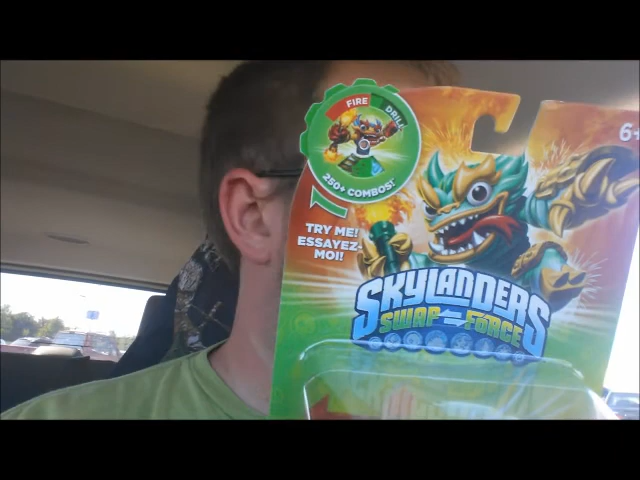 FIRE
DRILL
250+ COMBOS!
TRY ME!
ESSAYEZ-
MOI!
6+
SKYLANDERS
SWAP FORCE